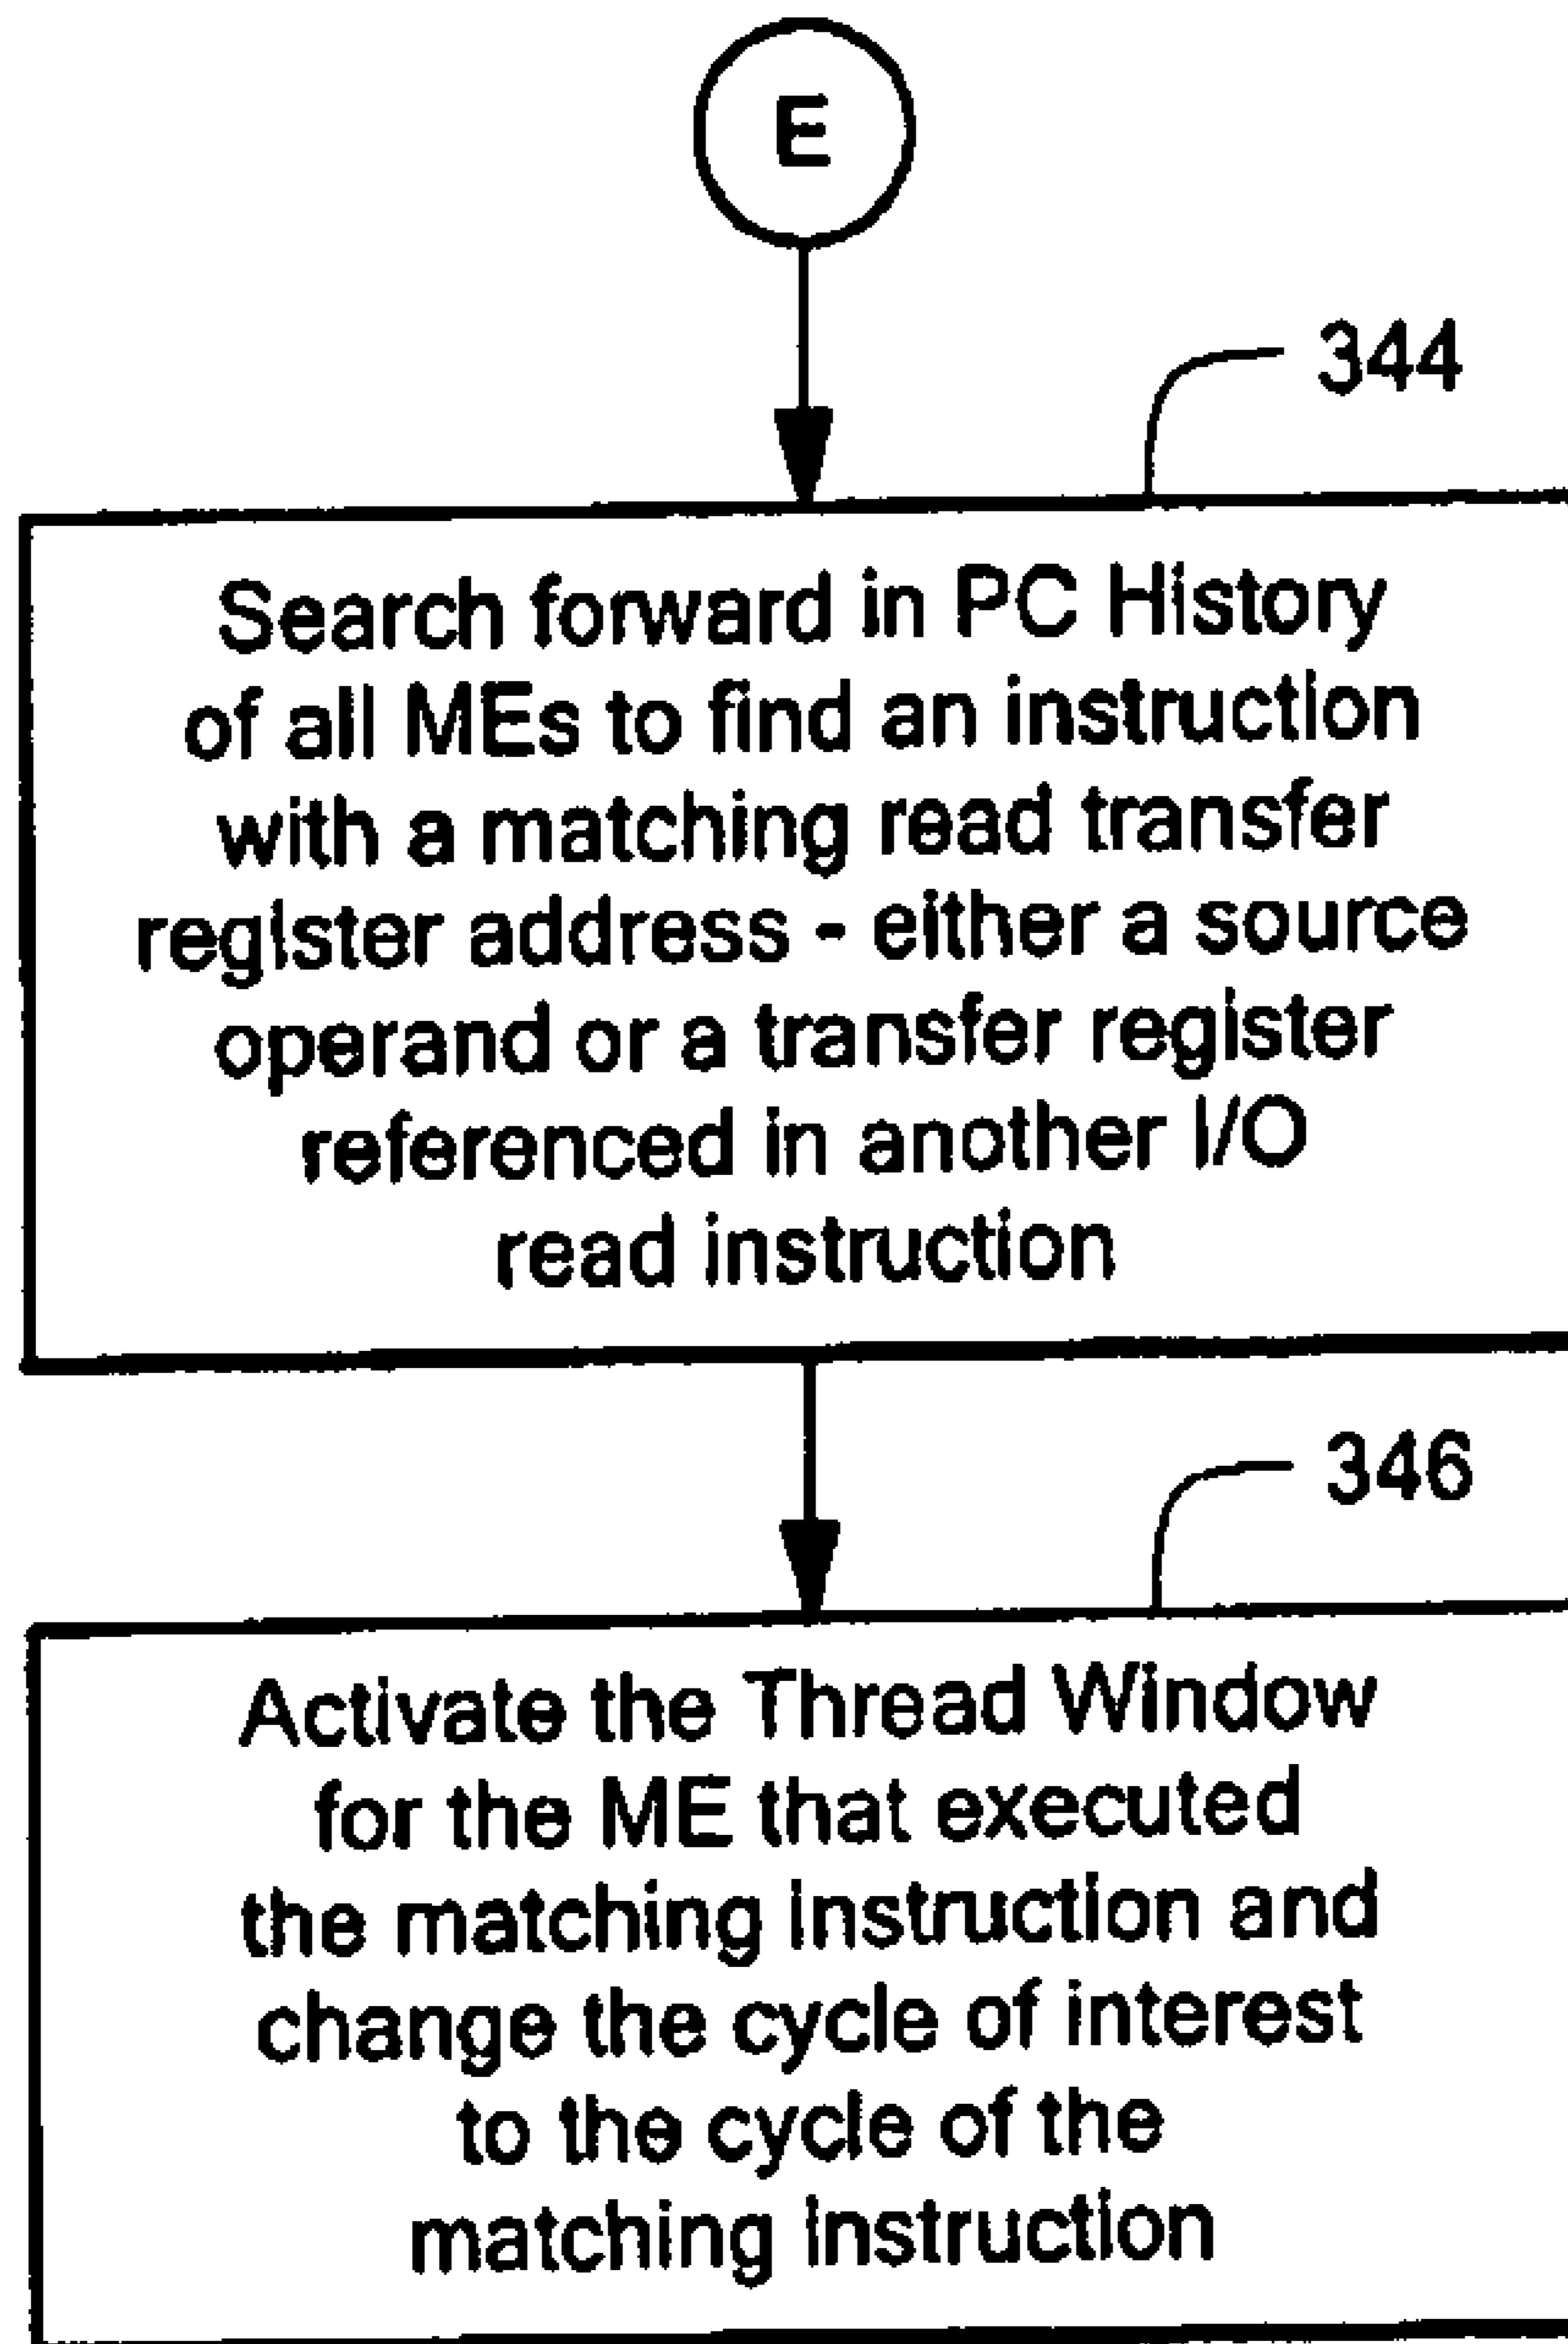 E
344
Search forward in PC History
of all MEs to find an instruction
with a matching read transfer
register address - either a source
operand or a transfer register
referenced in another I/O
read instruction
346
Activate the Thread Window
for the ME that executed
the matching instruction and
change the cycle of interest
to the cycle of the
matching instruction